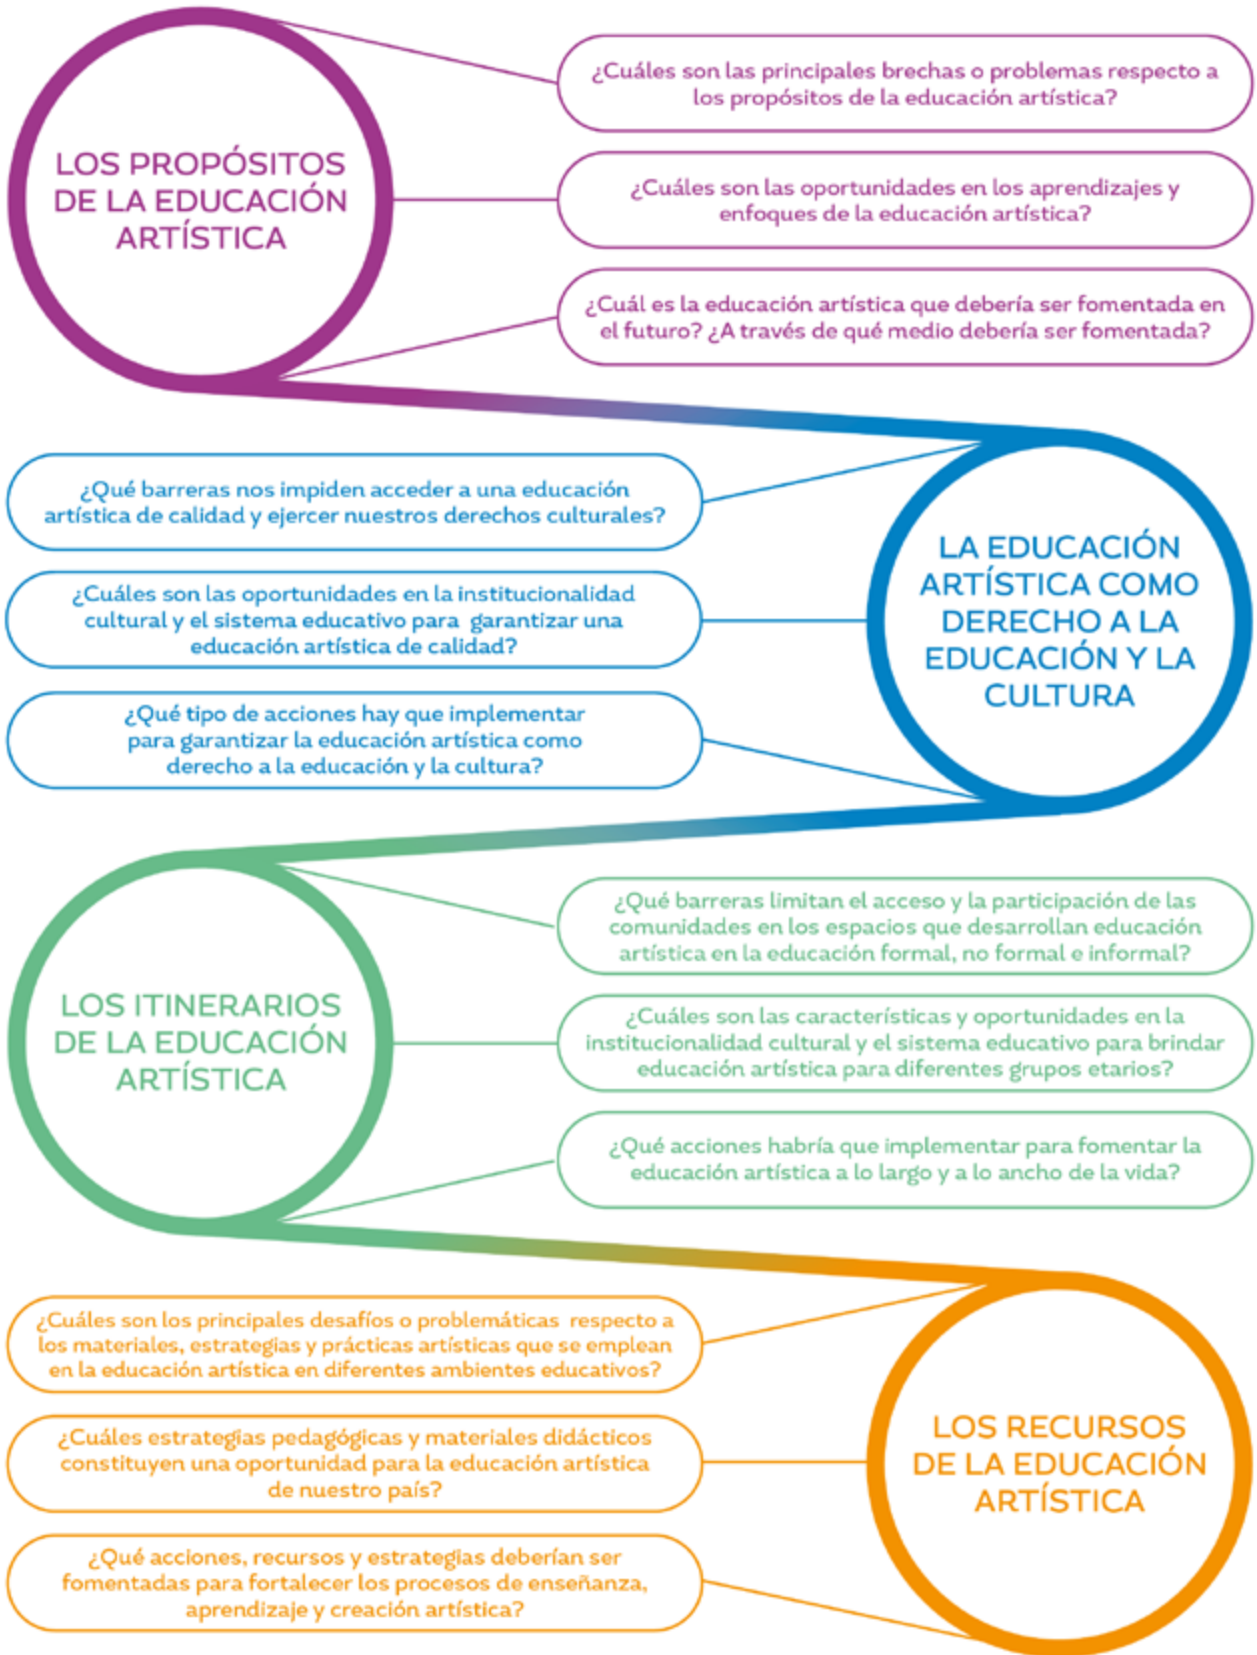 LOS PROPÓSITOS
DE LA EDUCACIÓN
ARTÍSTICA
¿Cuáles son las principales brechas o problemas respecto a
los propósitos de la educación artística?
¿Cuáles son las oportunidades en los aprendizajes y
enfoques de la educación artística?
¿Cuál es la educación artística que debería ser fomentada en
el futuro? ¿A través de qué medio debería ser fomentada?
LA EDUCACIÓN
ARTÍSTICA COMO
DERECHO A LA
EDUCACIÓN Y LA
CULTURA
¿Qué barreras nos impiden acceder a una educación
artística de calidad y ejercer nuestros derechos culturales?
¿Cuáles son las oportunidades en la institucionalidad
cultural y el sistema educativo para garantizar una
educación artística de calidad?
¿Qué tipo de acciones hay que implementar
para garantizar la educación artística como
derecho a la educación y la cultura?
LOS ITINERARIOS
DE LA EDUCACIÓN
ARTÍSTICA
¿Qué barreras limitan el acceso y la participación de las
comunidades en los espacios que desarrollan educación
artística en la educación formal, no formal e informal?
¿Cuáles son las características y oportunidades en la
institucionalidad cultural y el sistema educativo para brindar
educación artística para diferentes grupos etarios?
¿Qué acciones habría que implementar para fomentar la
educación artística a lo largo y a lo ancho de la vida?
LOS RECURSOS
DE LA EDUCACIÓN
ARTÍSTICA
¿Cuáles son los principales desafíos o problemáticas respecto a
los materiales, estrategias y prácticas artísticas que se emplean
en la educación artística en diferentes ambientes educativos?
¿Cuáles estrategias pedagógicas y materiales didácticos
constituyen una oportunidad para la educación artística
de nuestro país?
¿Qué acciones, recursos y estrategias deberían ser
fomentadas para fortalecer los procesos de enseñanza,
aprendizaje y creación artística?